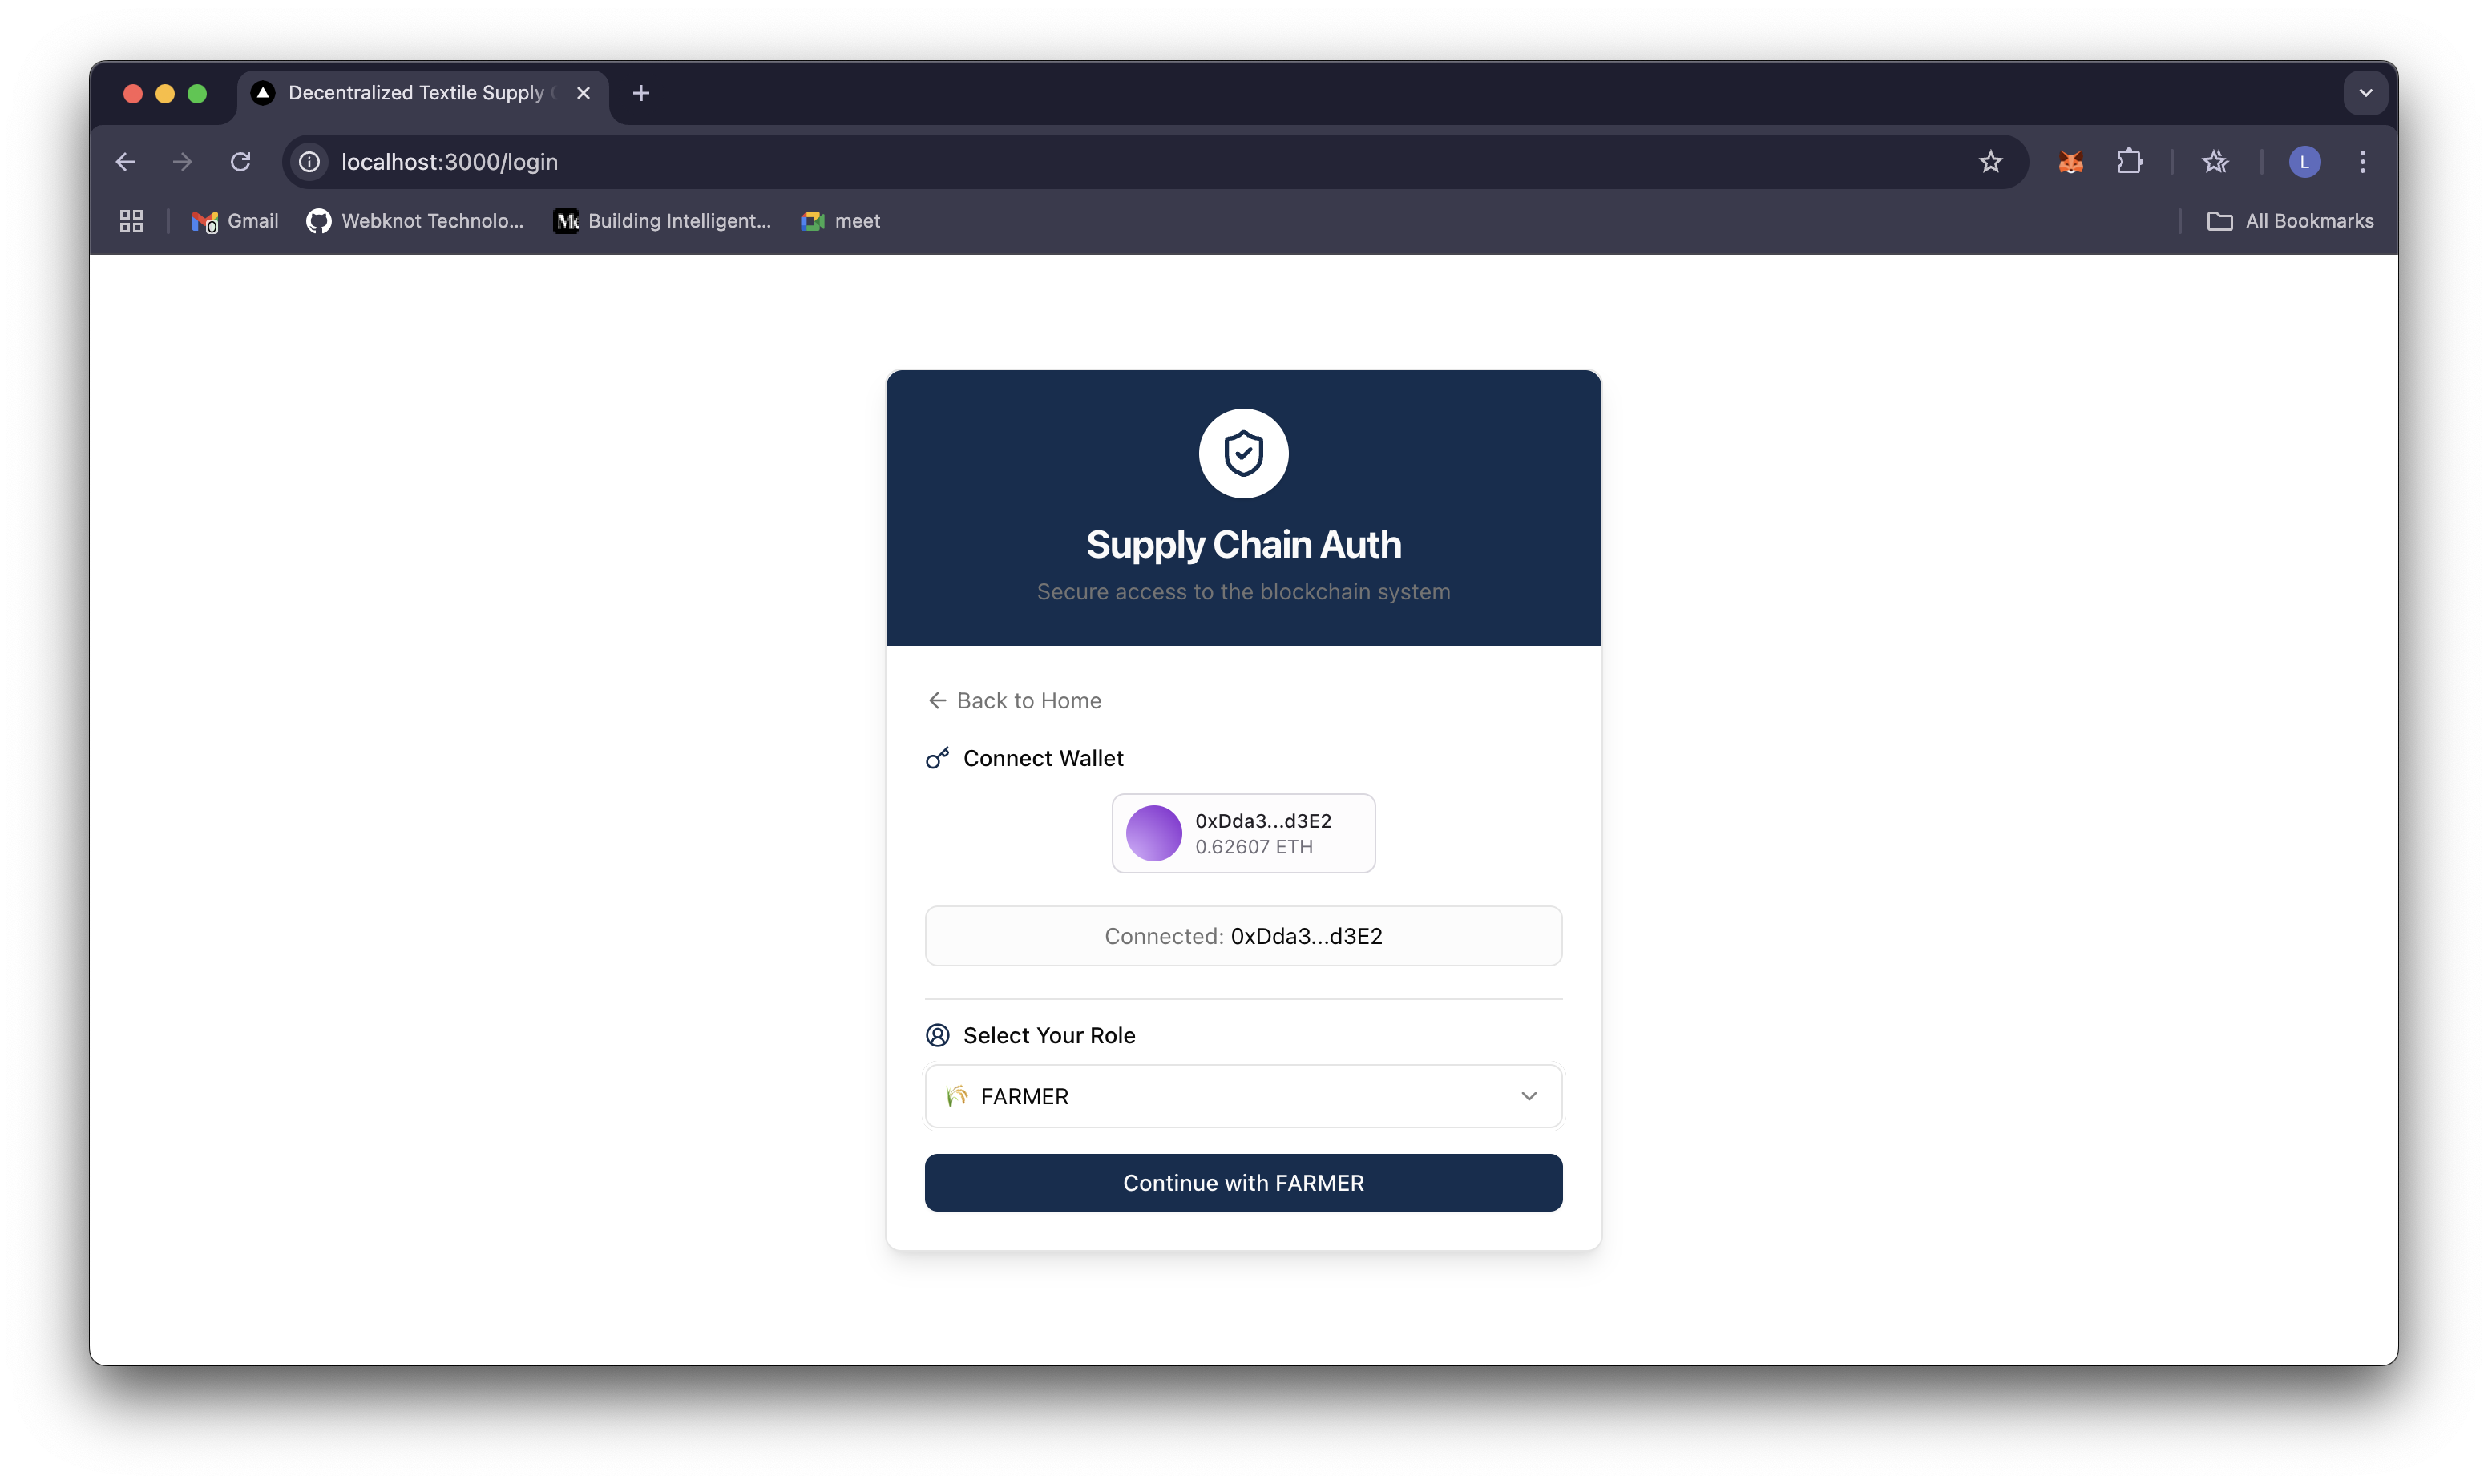 Decentralized Textile Supply
localhost:3000/login
L
Gmail
Webknot Technolo...
Building Intelligent...
meet
All Bookmarks
Supply Chain Auth
Secure access to the blockchain system
Back to Home
Connect Wallet
0xDda3...d3E2
0.62607 ETH
Connected: 0xDda3...d3E2
Select Your Role
FARMER
Continue with FARMER